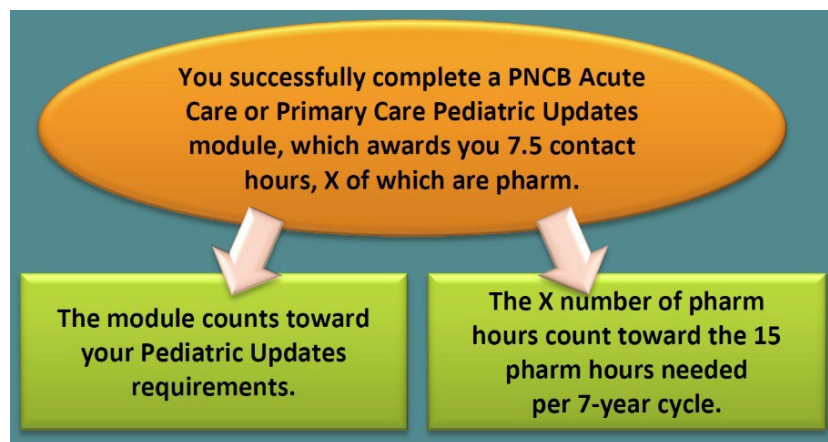 You successfully complete a PNCB Acute
Care or Primary Care Pediatric Updates
module, which awards you 7.5 contact
hours, X of which are pharm.
The module counts toward
your Pediatric Updates
requirements.
The X number of pharm
hours count toward the 15
pharm hours needed
per 7-year cycle.